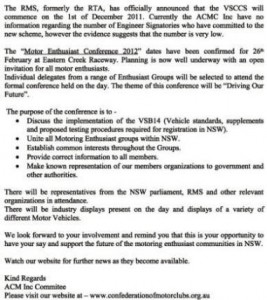 The RMS, formerly the RTA, has officially announced that the VSCCS will
commence on the 1st of December 2011. Currently the ACMC Inc have no
information regarding the number of Engineer Signatories who have committed to
the new scheme, however the evidence suggests that the number is very low.
The "Motor Enthusiast Conference 2012" dates have been confirmed for 26th
February at Eastern Creek Raceway. Planning is now well underway with an open
invitation for all motor enthusiasts.
Individual delegates from a range of Enthusiast Groups will be selected to attend the
formal conference held on the day. The theme of this conference will be "Driving Our
Future".
The purpose of the conference is to -
• Discuss the implementation of the VSB14 (Vehicle standards, supplements
and proposed testing procedures required for registration in NSW).
• Unite all Motoring Enthusiast groups within NSW.
• Establish common interests throughout the Groups.
• Provide correct information to all members.
• Make known representation of our members organizations to government and
other authorities.
There will be representatives from the NSW parliament, RMS and other relevant
organizations in attendance.
There will be industry displays present on the day and displays of a variety of
different Motor Vehicles.
We look forward to your involvement and remind you that this is your opportunity to
have your say and support the future of the motoring enthusiast communities in NSW.
Watch our website for further news as they become available.
Kind Regards
ACM Inc Commitee
Please visit our website at – www.confederationofmotorclubs.org.au